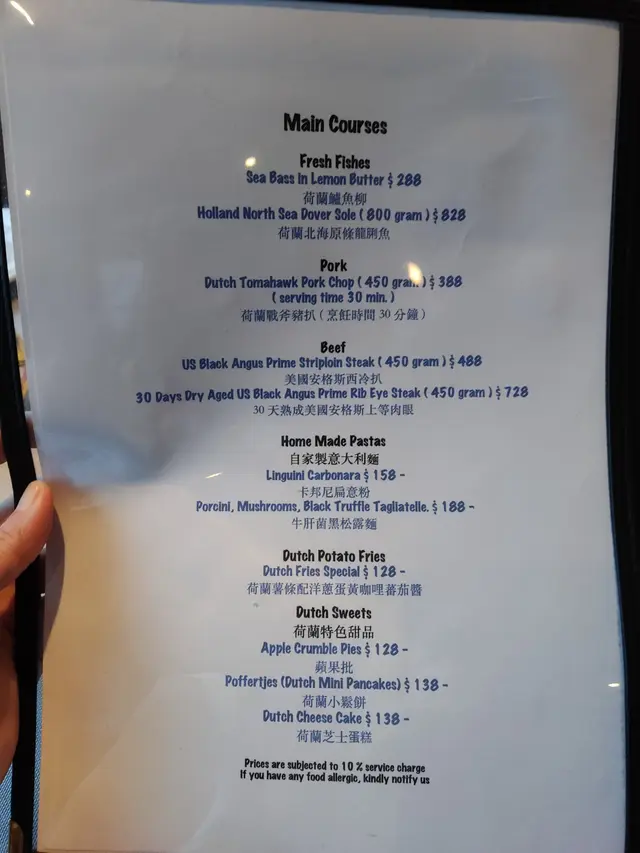 Main Courses
Fresh Fishes
Sea Bass in Lemon Butter $ 288
荷蘭鱸魚柳
Holland North Sea Dover Sole ( 800 gram ) $ 828
荷蘭北海原條龍脷魚
Pork
Dutch Tomahawk Pork Chop ( 450 gram ) $ 388
( serving time 30 min. )
荷蘭戰斧豬扒 ( 烹飪時間 30 分鐘 )
Beef
US Black Angus Prime Striploin Steak ( 450 gram ) $ 488
美國安格斯西冷扒
30 Days Dry Aged US Black Angus Prime Rib Eye Steak ( 450 gram ) $ 728
30 天熟成美國安格斯上等肉眼
Home Made Pastas
自家製意大利麵
Linguini Carbonara $ 158 -
卡邦尼扁意粉
Porcini, Mushrooms, Black Truffle Tagliatelle. $ 188 -
牛肝菌黑松露麵
Dutch Potato Fries
Dutch Fries Special $ 128 -
荷蘭薯條配洋蔥蛋黃咖哩蕃茄醬
Dutch Sweets
荷蘭特色甜品
Apple Crumble Pies $ 128 -
蘋果批
Poffertjes (Dutch Mini Pancakes) $ 138 -
荷蘭小鬆餅
Dutch Cheese Cake $ 138 -
荷蘭芝士蛋糕
Prices are subjected to 10 % service charge
If you have any food allergic, kindly notify us